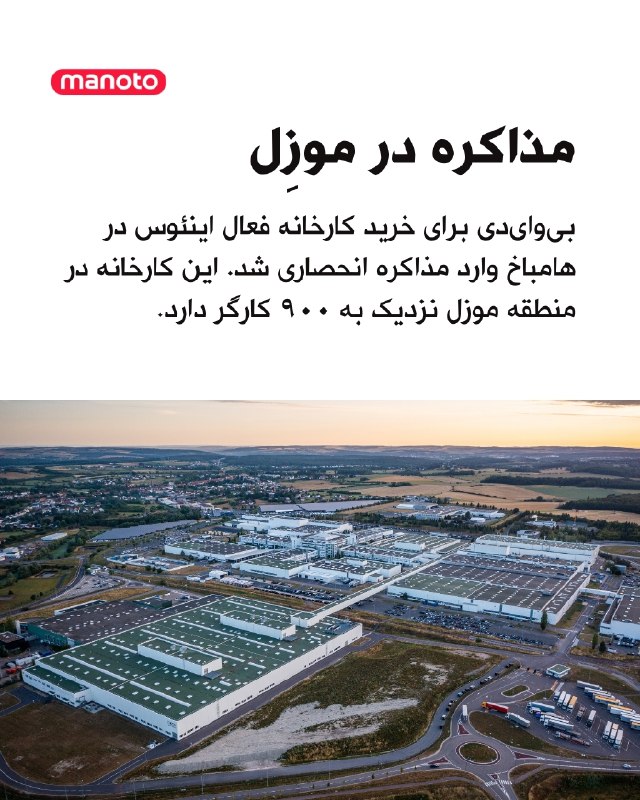 manoto
مذاکره در موزِل
بی‌وای‌دی برای خرید کارخانه فعال اینئوس در
هامباخ وارد مذاکره انحصاری شد. این کارخانه در
منطقه موزل نزدیک به ۹۰۰ کارگر دارد.